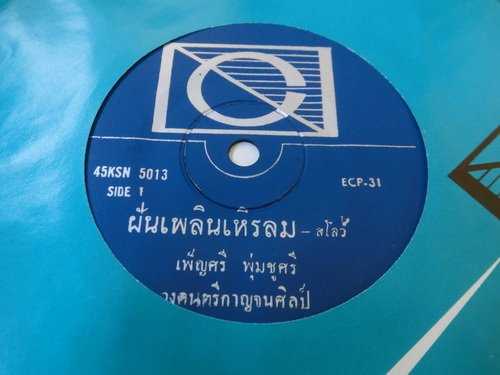 45KSN 5013
SIDE 1
ECP-31
ฝันเพลินเหิรลม - สโลว์
เพ็ญศรี พุ่มชูศรี
วงดนตรีกาญจนศิลป์